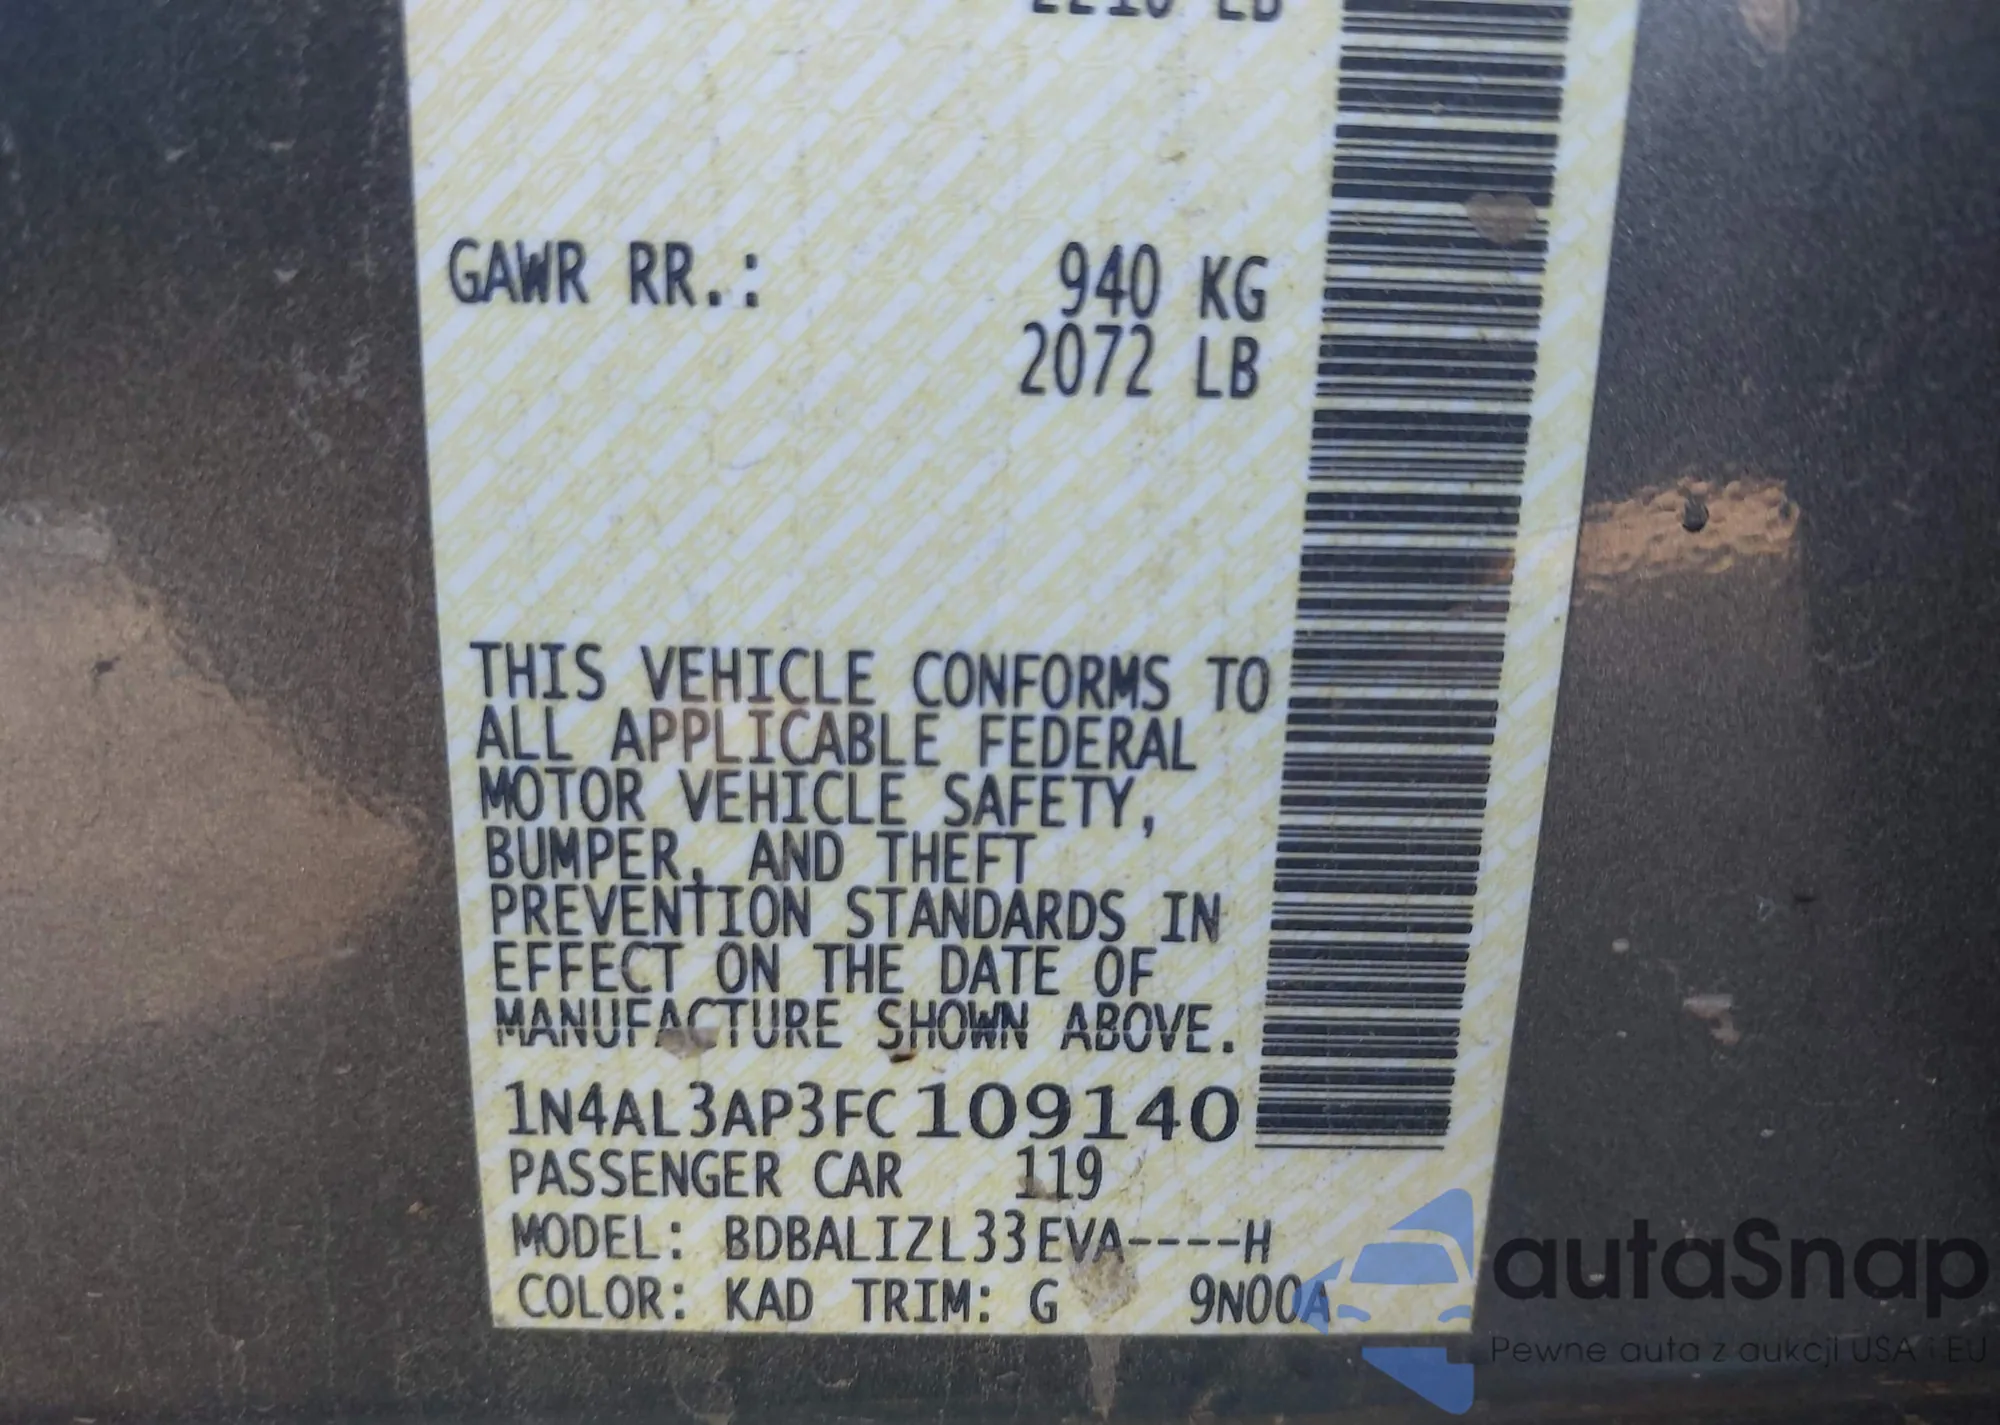 GAWR RR.: 940 KG
2072 LB
THIS VEHICLE CONFORMS TO
ALL APPLICABLE FEDERAL
MOTOR VEHICLE SAFETY,
BUMPER, AND THEFT
PREVENTION STANDARDS IN
EFFECT ON THE DATE OF
MANUFACTURE SHOWN ABOVE.
1N4AL3AP3FC109140
PASSENGER CAR 119
MODEL: BDBALIZL33EVA----H
COLOR: KAD TRIM: G 9N00A
autaSnap
Pewne auta z aukcji USA i EU